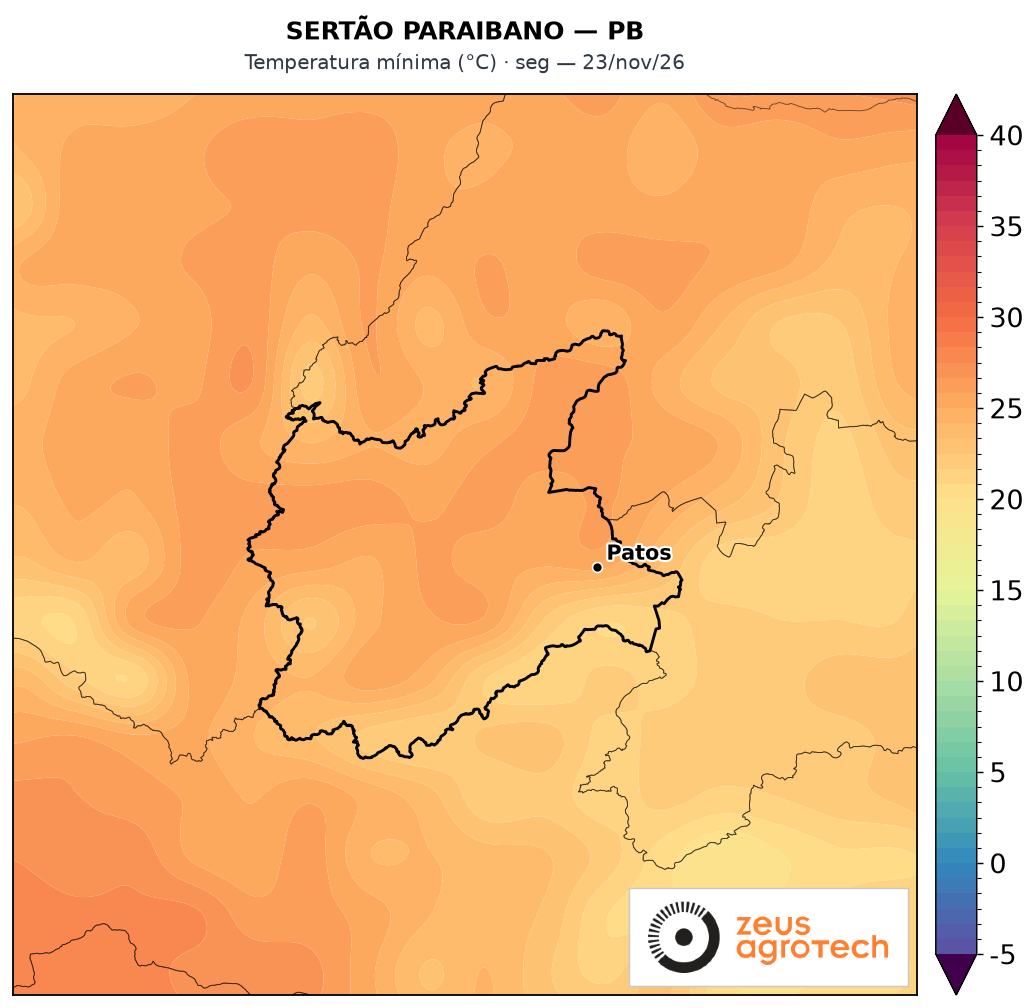 SERTÃO PARAIBANO — PB
Temperatura mínima (°C) · seg — 23/nov/26
40
35
30
25
20
15
10
5
0
-5
Patos
zeus
agrotech